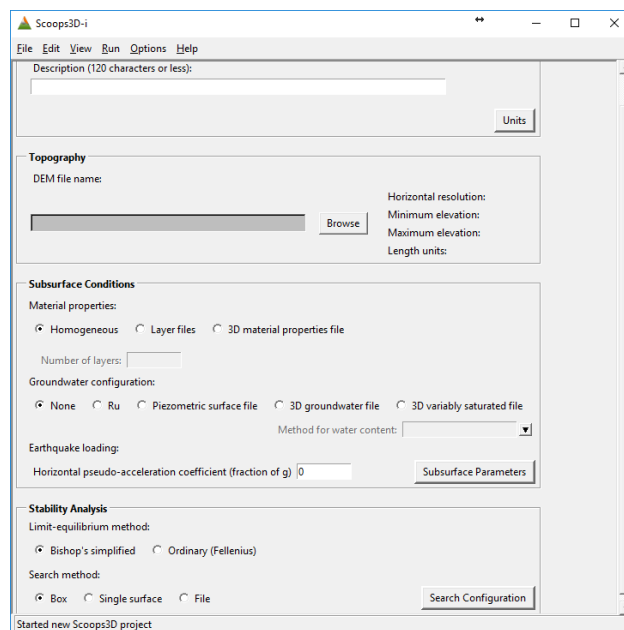 Scoops3D-i
File Edit View Run Options Help
Description (120 characters or less):
Units
Topography
DEM file name:
Horizontal resolution:
Minimum elevation:
Browse
Maximum elevation:
Length units:
Subsurface Conditions
Material properties:
Homogeneous Layer files 3D material properties file
Number of layers:
Groundwater configuration:
None Ru Piezometric surface file 3D groundwater file 3D variably saturated file
Method for water content:
Earthquake loading:
Horizontal pseudo-acceleration coefficient (fraction of g) 0 Subsurface Parameters
Stability Analysis
Limit-equilibrium method:
Bishop's simplified Ordinary (Fellenius)
Search method:
Box Single surface File Search Configuration
Started new Scoops3D project